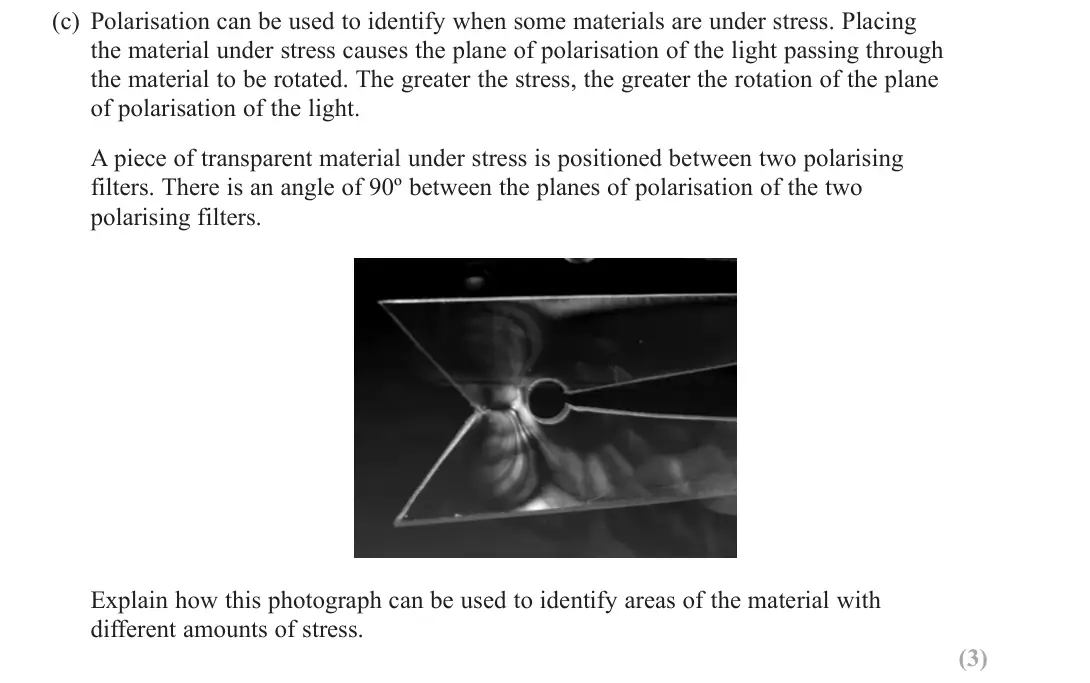 (c) Polarisation can be used to identify when some materials are under stress. Placing
the material under stress causes the plane of polarisation of the light passing through
the material to be rotated. The greater the stress, the greater the rotation of the plane
of polarisation of the light.
A piece of transparent material under stress is positioned between two polarising
filters. There is an angle of 90º between the planes of polarisation of the two
polarising filters.
Explain how this photograph can be used to identify areas of the material with
different amounts of stress.
(3)